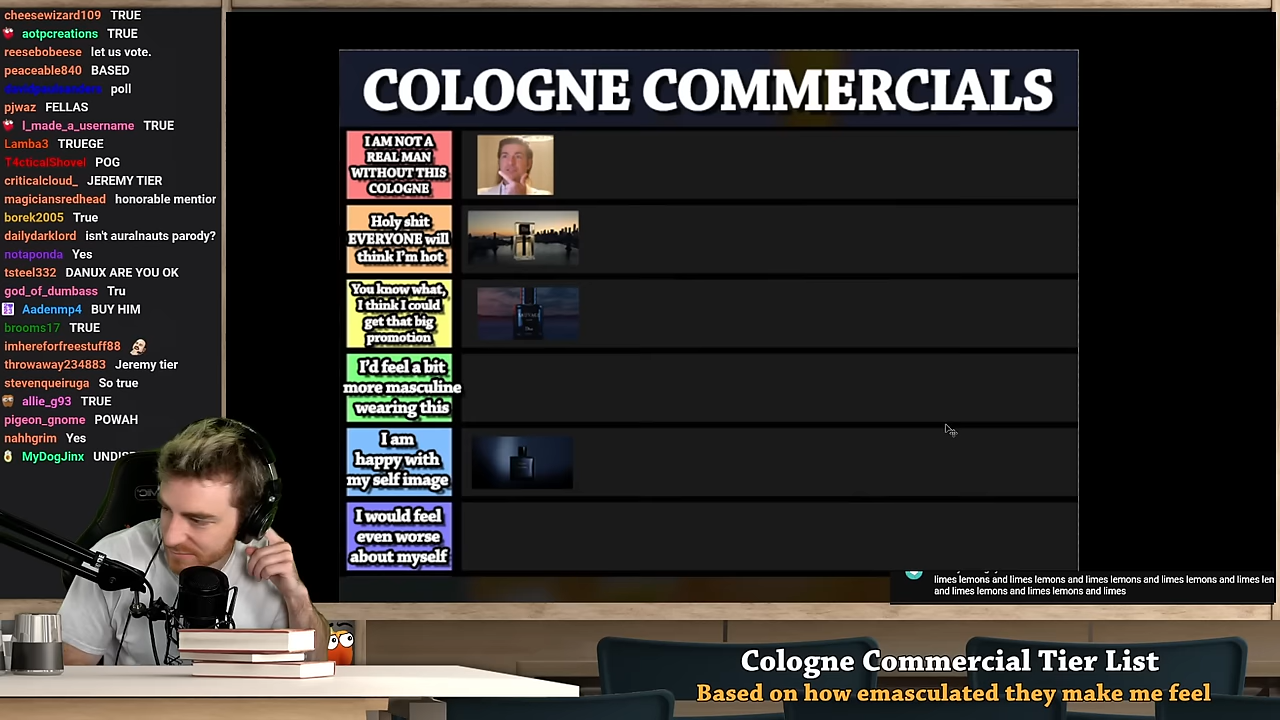 cheesewizard109 TRUE
aotpcreations TRUE
reesebobeese let us vote.
peaceable840 BASED
poll
pjwaz FELLAS
I_made_a_username TRUE
Lamba3 TRUEGE
T4cticalShovel POG
criticalcloud_ JEREMY TIER
magiciansredhead honorable mention
borek2005 True
dailydarklord isn't auralnauts parody?
notaponda Yes
tsteel332 DANUX ARE YOU OK
god_of_dumbass Tru
Aadenmp4 BUY HIM
brooms17 TRUE
imhereforfreestuff88
throwaway234883 Jeremy tier
stevenqueiruga So true
allie_g93 TRUE
pigeon_gnome POWAH
nahhgrim Yes
MyDogJinx
COLOGNE COMMERCIALS
I AM NOT A
REAL MAN
WITHOUT THIS
COLOGNE
Holy shit
EVERYONE will
think I'm hot
You know what,
I think I could
get that big
promotion
I'd feel a bit
more masculine
wearing this
I am
happy with
my self image
I would feel
even worse
about myself
limes lemons and limes lemons and limes lemons and limes lemons and limes len
and limes lemons and limes lemons and limes
Cologne Commercial Tier List
Based on how emasculated they make me feel